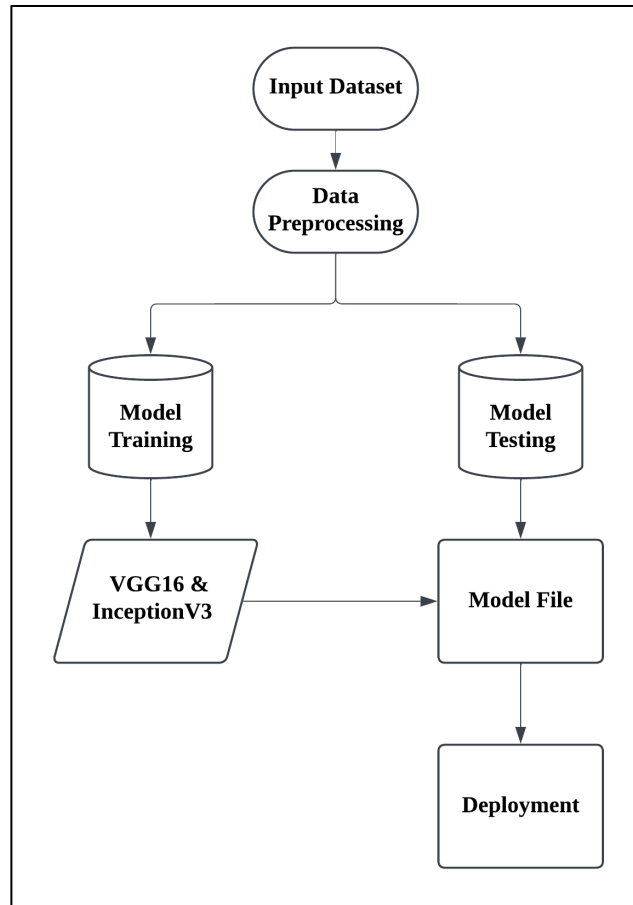 Input Dataset
Data
Preprocessing
Model
Training
Model
Testing
VGG16 &
InceptionV3
Model File
Deployment